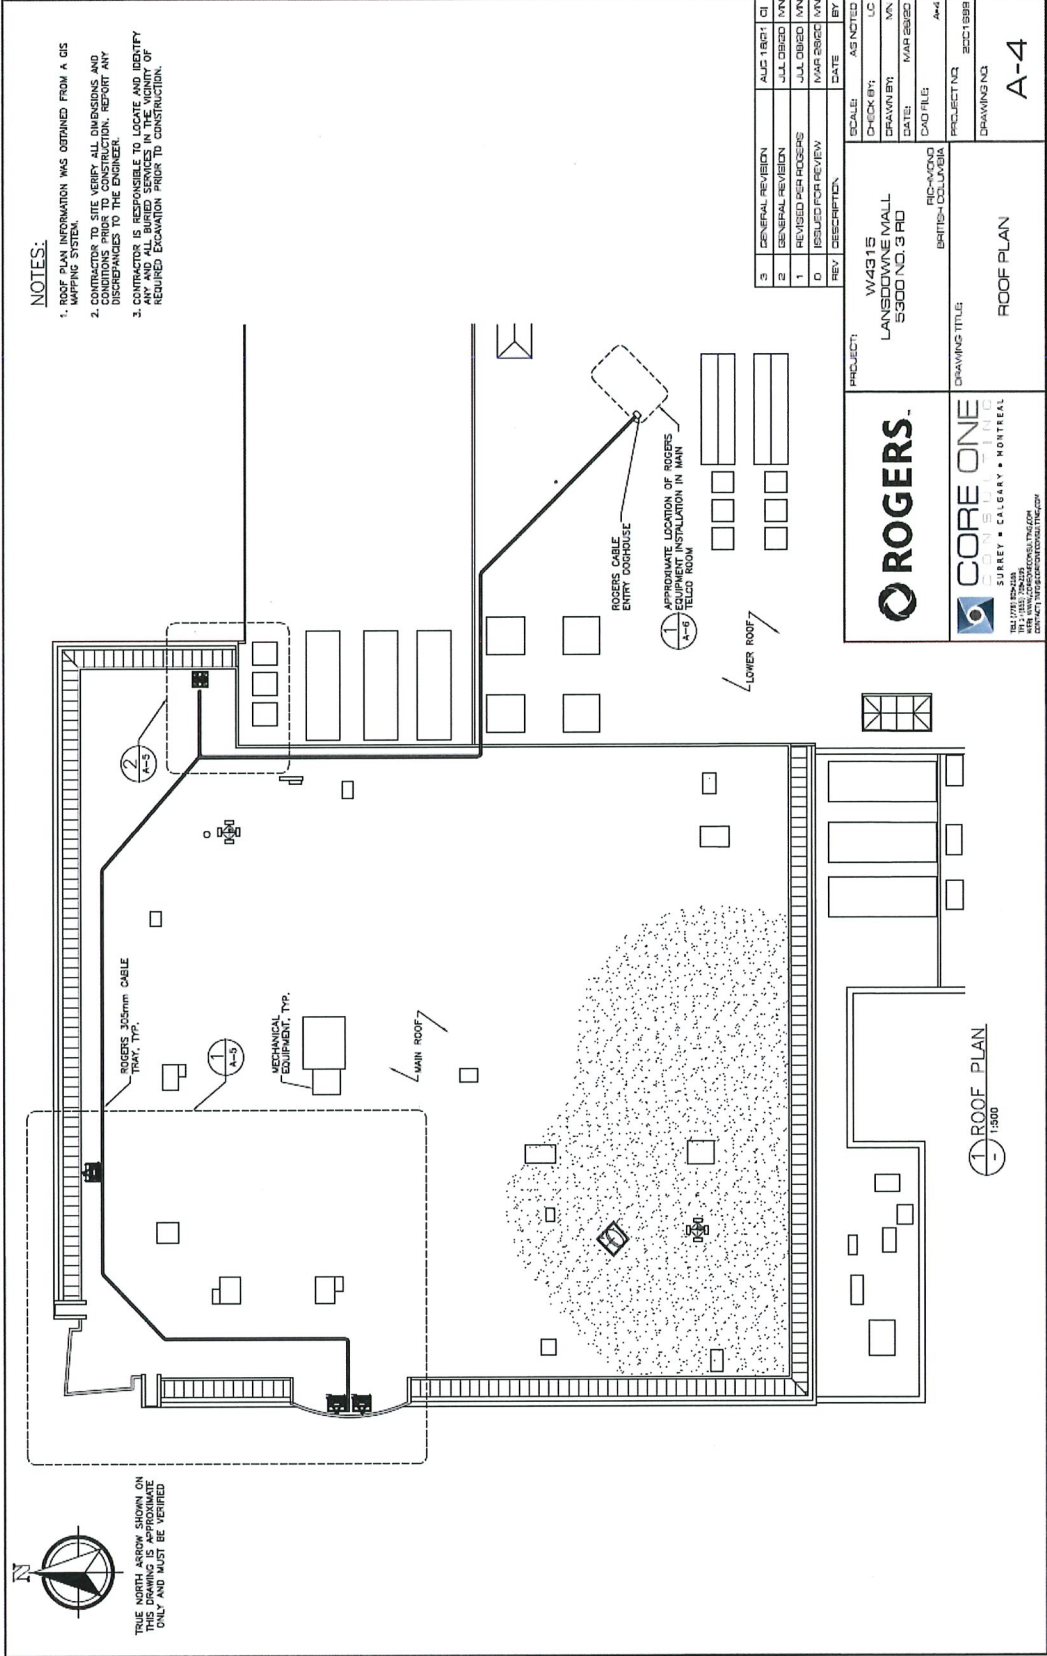 N
TRUE NORTH ARROW SHOWN ON
THIS DRAWING IS APPROXIMATE
ONLY AND MUST BE VERIFIED
NOTES:
1. ROOF PLAN INFORMATION WAS OBTAINED FROM A GIS
MAPPING SYSTEM.
2. CONTRACTOR TO SITE VERIFY ALL DIMENSIONS AND
CONDITIONS PRIOR TO CONSTRUCTION. REPORT ANY
DISCREPANCIES TO THE ENGINEER.
3. CONTRACTOR IS RESPONSIBLE TO LOCATE AND IDENTIFY
ANY AND ALL BURIED SERVICES IN THE VICINITY OF
REQUIRED EXCAVATION PRIOR TO CONSTRUCTION.
ROGERS 305mm CABLE
TRAY, TYP.
2
A-5
1
A-5
MECHANICAL
EQUIPMENT, TYP.
MAIN ROOF
ROGERS CABLE
ENTRY DOGHOUSE
1
A-6
APPROXIMATE LOCATION OF ROGERS
EQUIPMENT INSTALLATION IN MAIN
TELCO ROOM
LOWER ROOF
1
-
ROOF PLAN
1:500
3 GENERAL REVISION AUG 18/21 CJ
2 GENERAL REVISION JUL 09/20 MN
1 REVISED PER ROGERS JUL 08/20 MN
0 ISSUED FOR REVIEW MAR 26/20 MN
REV DESCRIPTION DATE BY
ROGERS™
CORE ONE
CONSULTING
SURREY ▪ CALGARY ▪ MONTREAL
PROJECT:
W4315
LANSDOWNE MALL
5300 NO. 3 RD
RICHMOND
BRITISH COLUMBIA
DRAWING TITLE:
ROOF PLAN
SCALE: AS NOTED
CHECK BY: LC
DRAWN BY: MN
DATE: MAR 26/20
CAD FILE: A-4
PROJECT NO:
DRAWING NO:
A-4